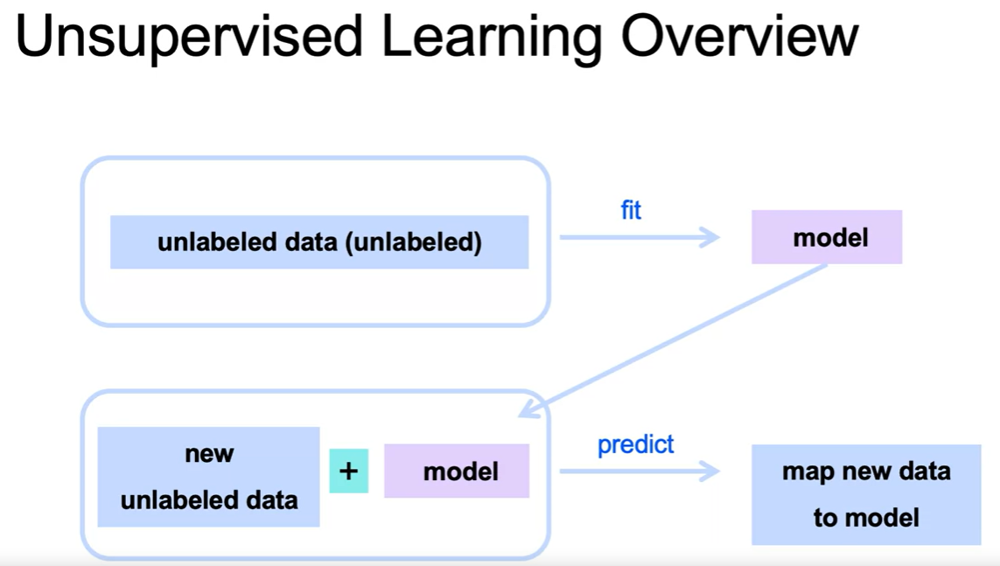 Unsupervised Learning Overview
unlabeled data (unlabeled)
fit
model
new
unlabeled data
+
model
predict
map new data
to model